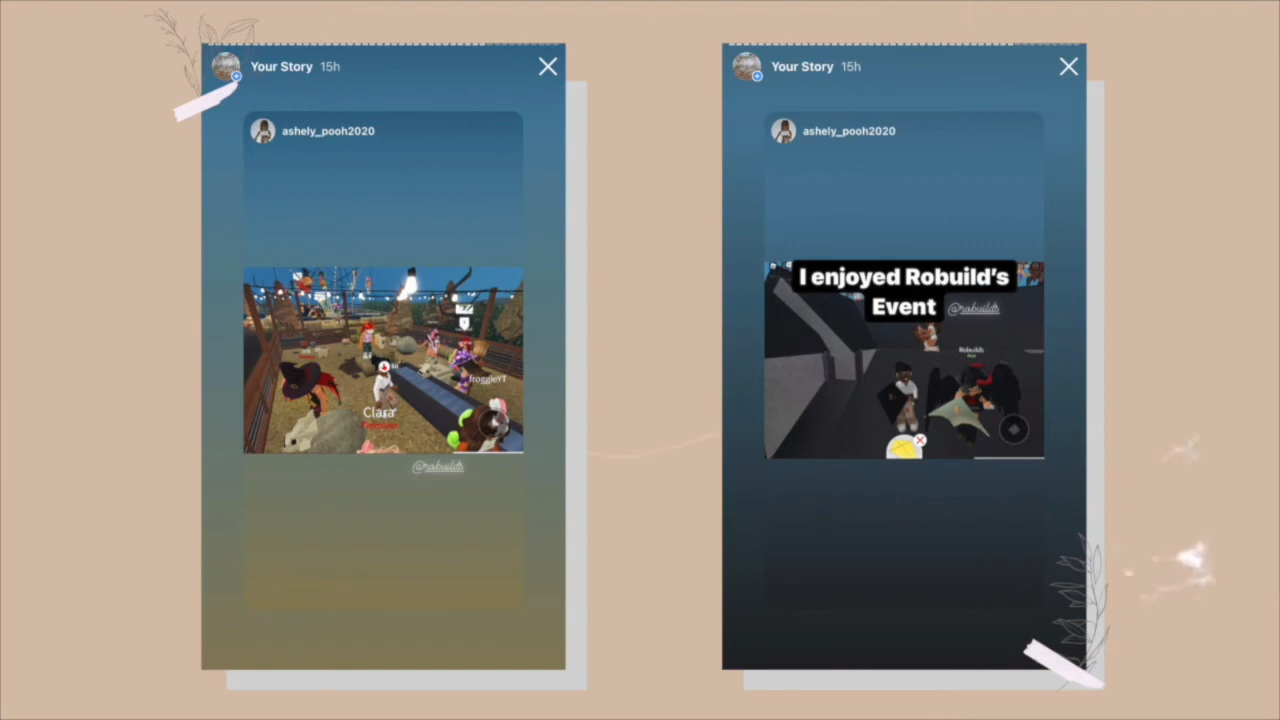 Your Story 15h
ashely_pooh2020
froggieYT
Clara
@robuilds
Your Story 15h
ashely_pooh2020
I enjoyed Robuild's
Event @robuilds
Robuilds